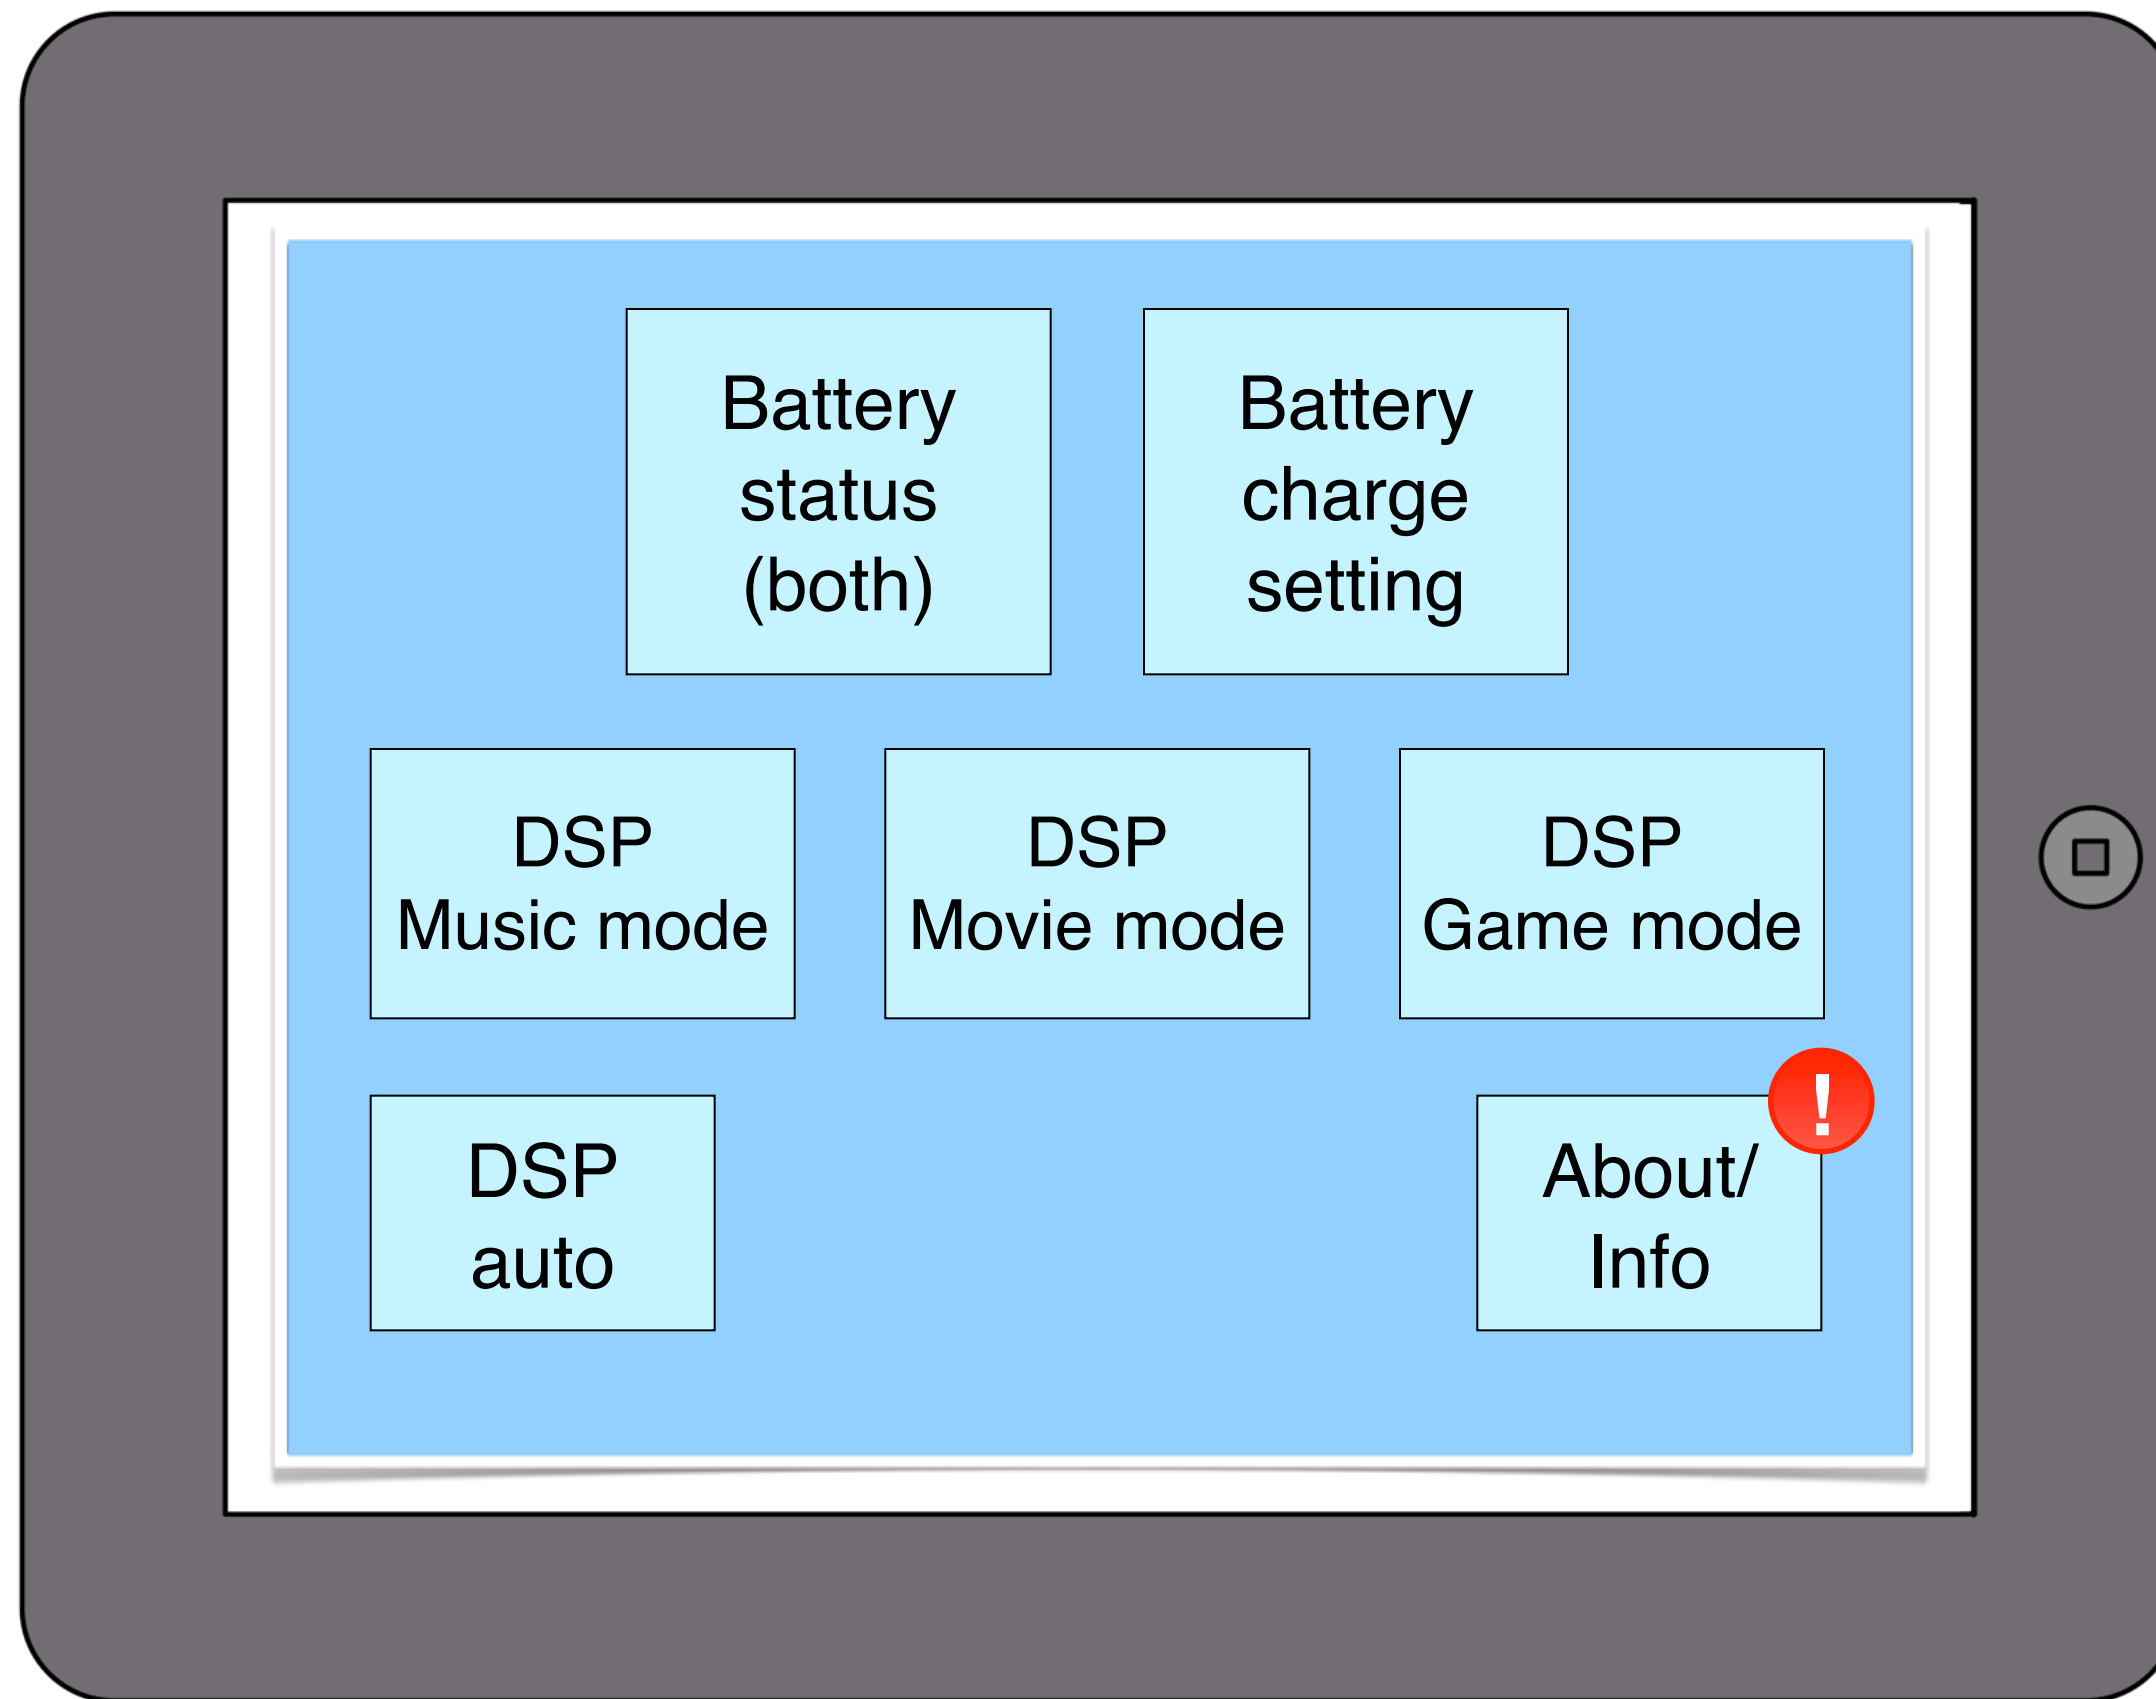 Battery
status
(both)
Battery
charge
setting
DSP
Music mode
DSP
Movie mode
DSP
Game mode
DSP
auto
!
About/
Info